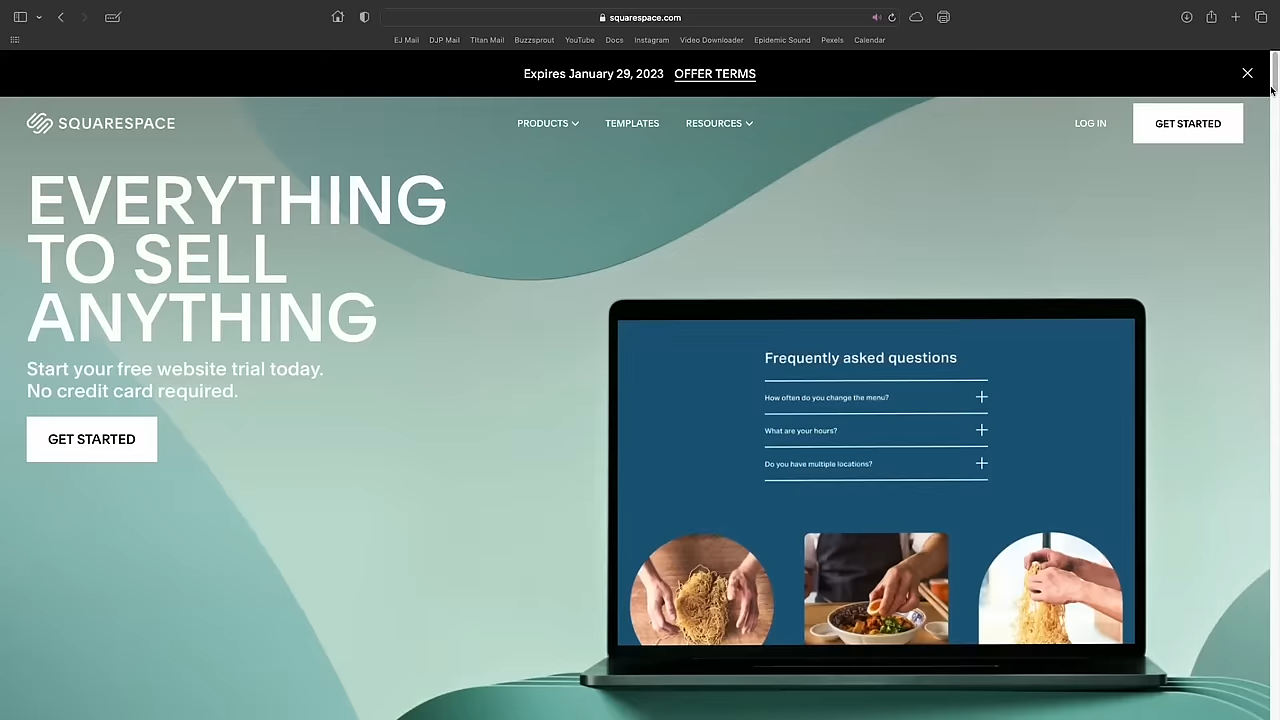 squarespace.com
EJ Mail DJP Mail TItan Mail Buzzsprout YouTube Docs Instagram Video Downloader Epidemic Sound Pexels Calendar
Expires January 29, 2023 OFFER TERMS
SQUARESPACE
PRODUCTS TEMPLATES RESOURCES
LOG IN GET STARTED
EVERYTHING
TO SELL
ANYTHING
Start your free website trial today.
No credit card required.
GET STARTED
Frequently asked questions
How often do you change the menu?
What are your hours?
Do you have multiple locations?